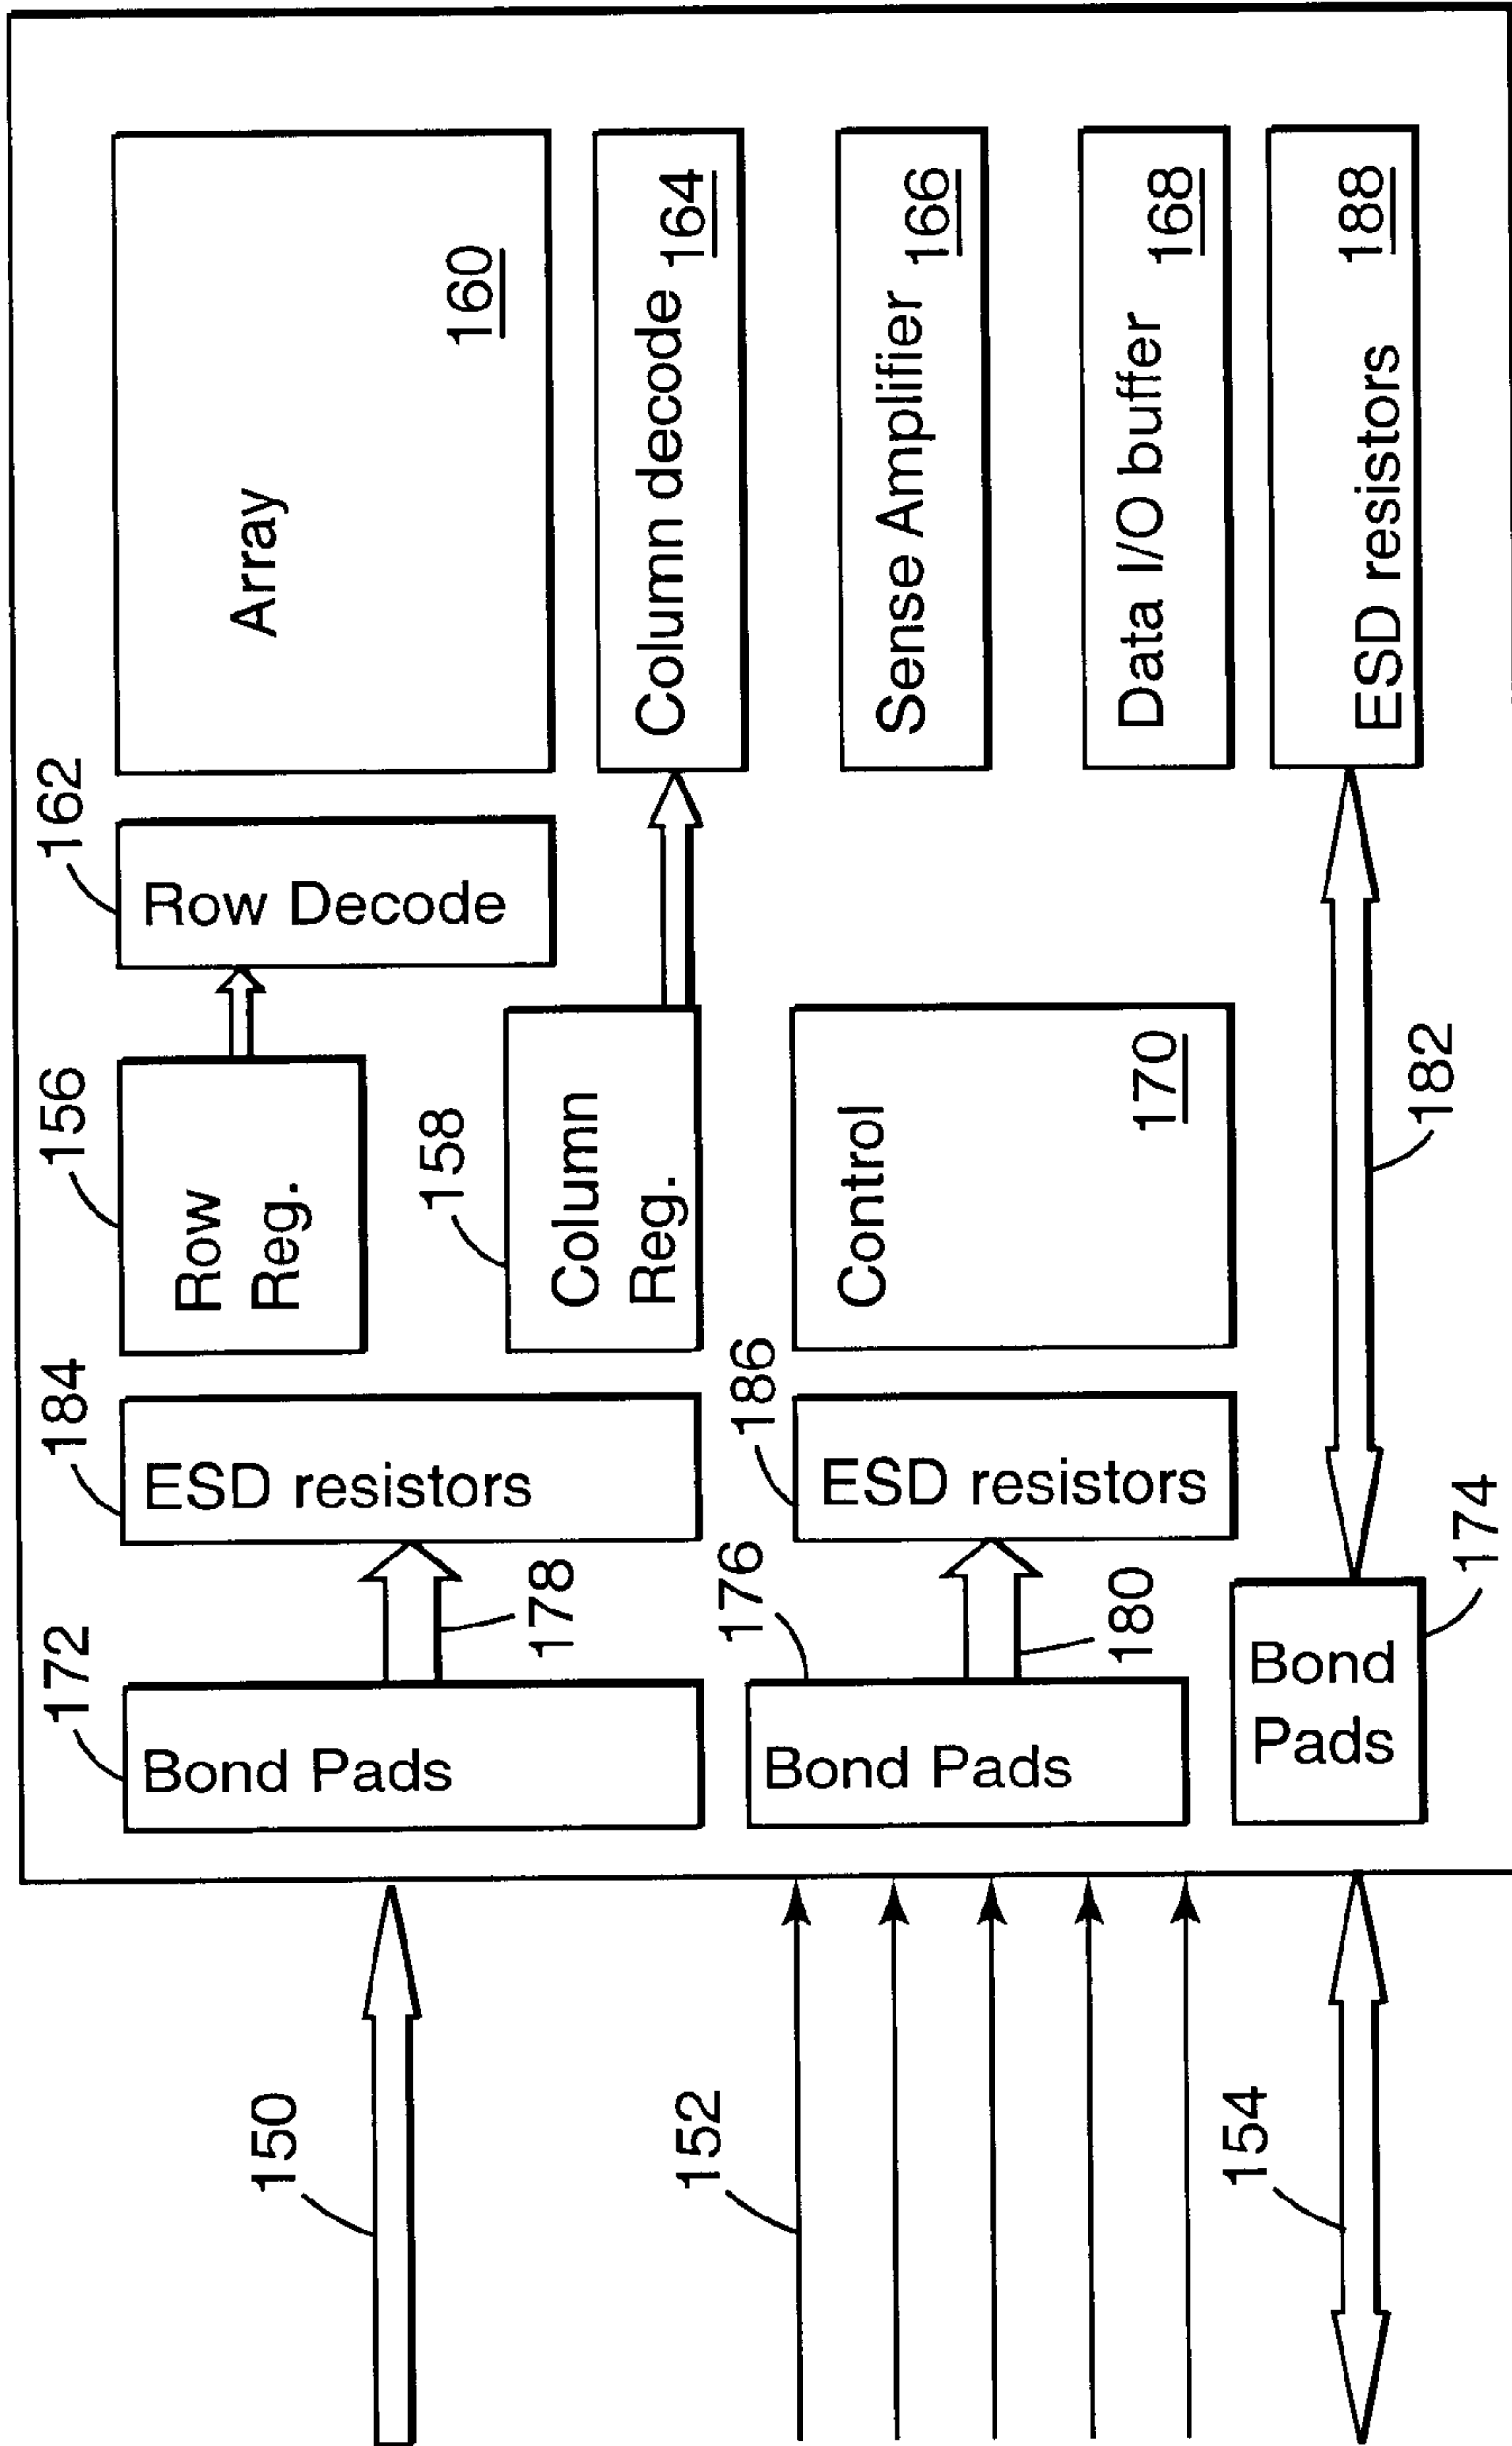 150
152
154
172
Bond Pads
178
176
Bond Pads
180
Bond
Pads
174
184
ESD resistors
186
ESD resistors
182
156
Row
Reg.
158
Column
Reg.
Control
170
162
Row Decode
Array
160
Column decode 164
Sense Amplifier 166
Data I/O buffer 168
ESD resistors 188